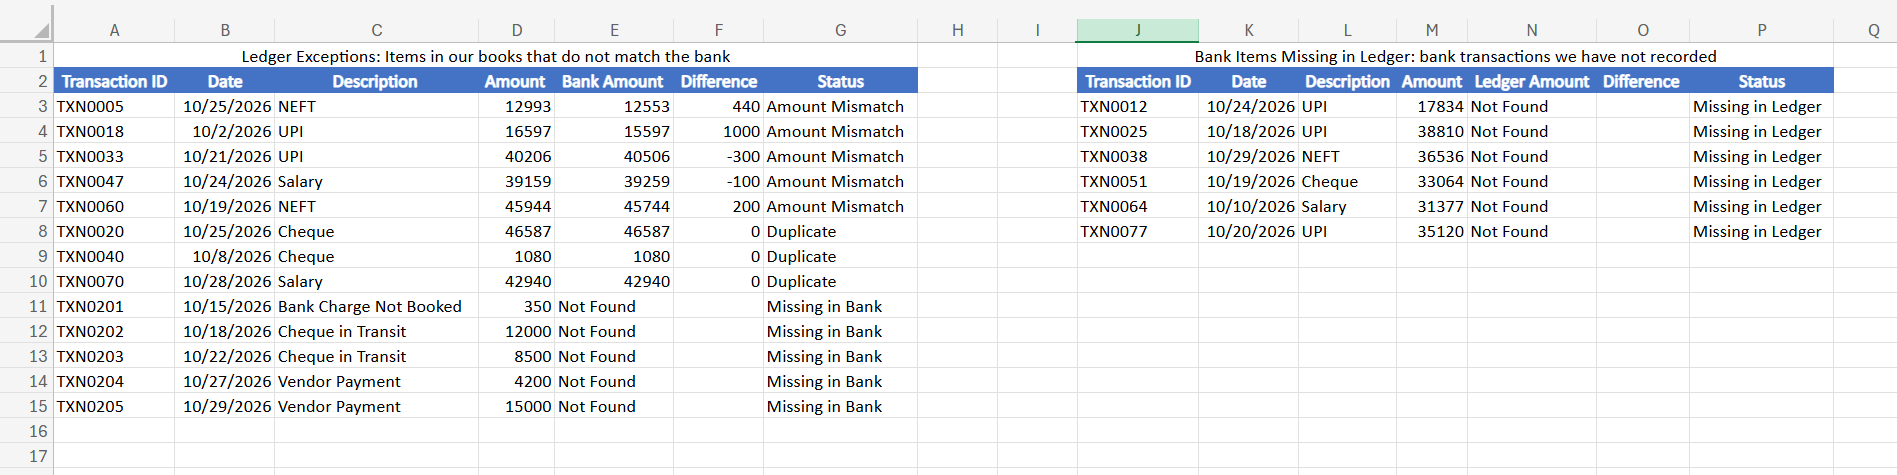 A B C D E F G H I J K L M N O P Q
1 Ledger Exceptions: Items in our books that do not match the bank Bank Items Missing in Ledger: bank transactions we have not recorded
2 Transaction ID Date Description Amount Bank Amount Difference Status Transaction ID Date Description Amount Ledger Amount Difference Status
3 TXN0005 10/25/2026 NEFT 12993 12553 440 Amount Mismatch TXN0012 10/24/2026 UPI 17834 Not Found Missing in Ledger
4 TXN0018 10/2/2026 UPI 16597 15597 1000 Amount Mismatch TXN0025 10/18/2026 UPI 38810 Not Found Missing in Ledger
5 TXN0033 10/21/2026 UPI 40206 40506 -300 Amount Mismatch TXN0038 10/29/2026 NEFT 36536 Not Found Missing in Ledger
6 TXN0047 10/24/2026 Salary 39159 39259 -100 Amount Mismatch TXN0051 10/19/2026 Cheque 33064 Not Found Missing in Ledger
7 TXN0060 10/19/2026 NEFT 45944 45744 200 Amount Mismatch TXN0064 10/10/2026 Salary 31377 Not Found Missing in Ledger
8 TXN0020 10/25/2026 Cheque 46587 46587 0 Duplicate TXN0077 10/20/2026 UPI 35120 Not Found Missing in Ledger
9 TXN0040 10/8/2026 Cheque 1080 1080 0 Duplicate
10 TXN0070 10/28/2026 Salary 42940 42940 0 Duplicate
11 TXN0201 10/15/2026 Bank Charge Not Booked 350 Not Found Missing in Bank
12 TXN0202 10/18/2026 Cheque in Transit 12000 Not Found Missing in Bank
13 TXN0203 10/22/2026 Cheque in Transit 8500 Not Found Missing in Bank
14 TXN0204 10/27/2026 Vendor Payment 4200 Not Found Missing in Bank
15 TXN0205 10/29/2026 Vendor Payment 15000 Not Found Missing in Bank
16
17